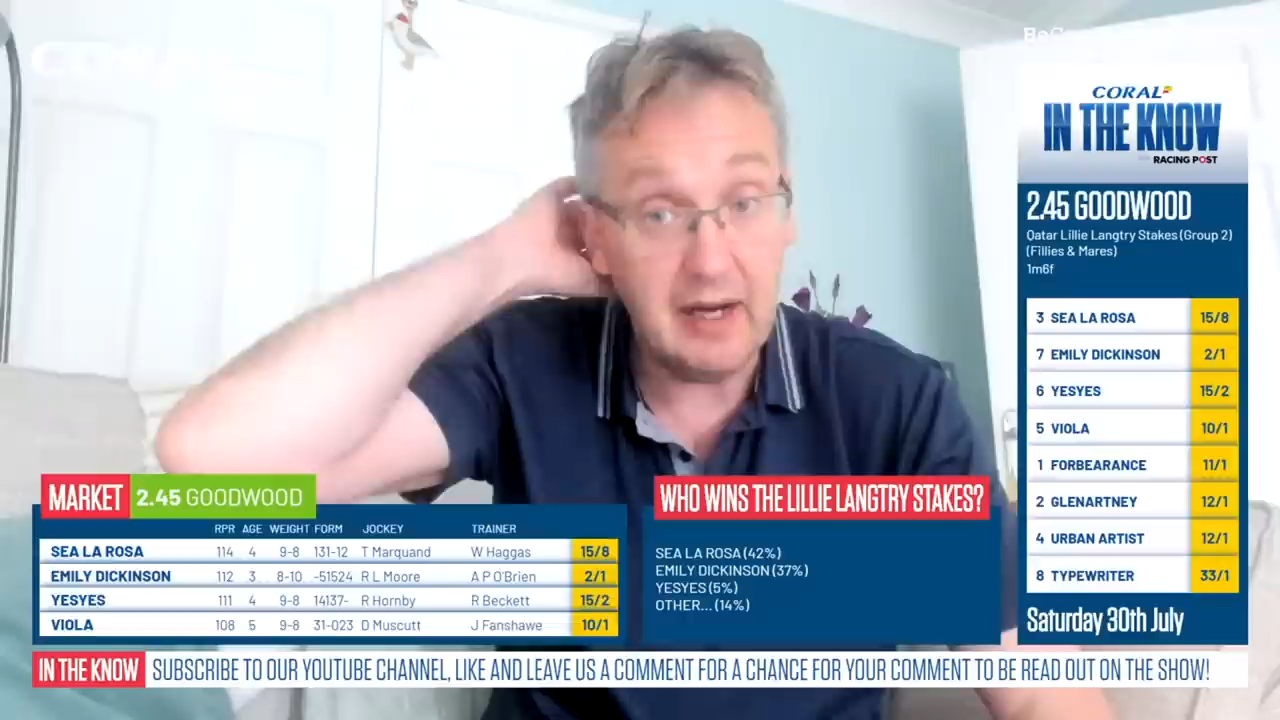 CORAL
CORAL
IN THE KNOW
RACING POST
2.45 GOODWOOD
Qatar Lillie Langtry Stakes (Group 2)
(Fillies & Mares)
1m6f
3 SEA LA ROSA 15/8
7 EMILY DICKINSON 2/1
6 YESYES 15/2
5 VIOLA 10/1
1 FORBEARANCE 11/1
2 GLENARTNEY 12/1
4 URBAN ARTIST 12/1
8 TYPEWRITER 33/1
Saturday 30th July
MARKET 2.45 GOODWOOD
RPR AGE WEIGHT FORM JOCKEY TRAINER
SEA LA ROSA 114 4 9-8 131-12 T Marquand W Haggas 15/8
EMILY DICKINSON 112 3 8-10 -51524 R L Moore A P O'Brien 2/1
YESYES 111 4 9-8 14137- R Hornby R Beckett 15/2
VIOLA 108 5 9-8 31-023 D Muscutt J Fanshawe 10/1
WHO WINS THE LILLIE LANGTRY STAKES?
SEA LA ROSA (42%)
EMILY DICKINSON (37%)
YESYES (5%)
OTHER... (14%)
IN THE KNOW SUBSCRIBE TO OUR YOUTUBE CHANNEL, LIKE AND LEAVE US A COMMENT FOR A CHANCE FOR YOUR COMMENT TO BE READ OUT ON THE SHOW!